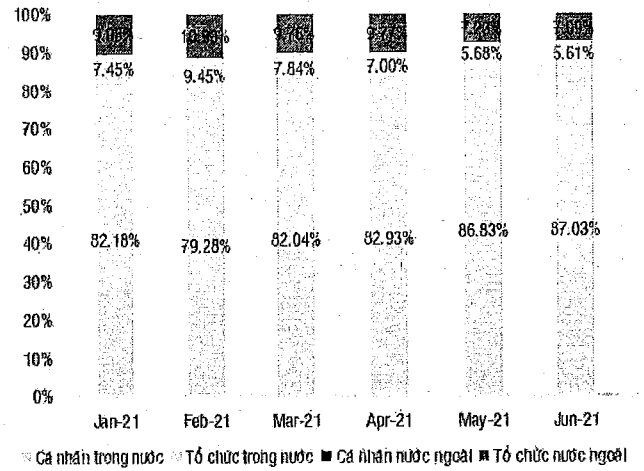 100%
90%
80%
70%
60%
50%
40%
30%
20%
10%
0%
7.45% 9.45% 7.84% 7.00% 5.68% 5.61%
82.18% 79.28% 82.04% 82.93% 86.83% 87.03%
Jan-21 Feb-21 Mar-21 Apr-21 May-21 Jun-21
Cá nhân trong nước Tổ chức trong nước Cá nhân nước ngoài Tổ chức nước ngoài